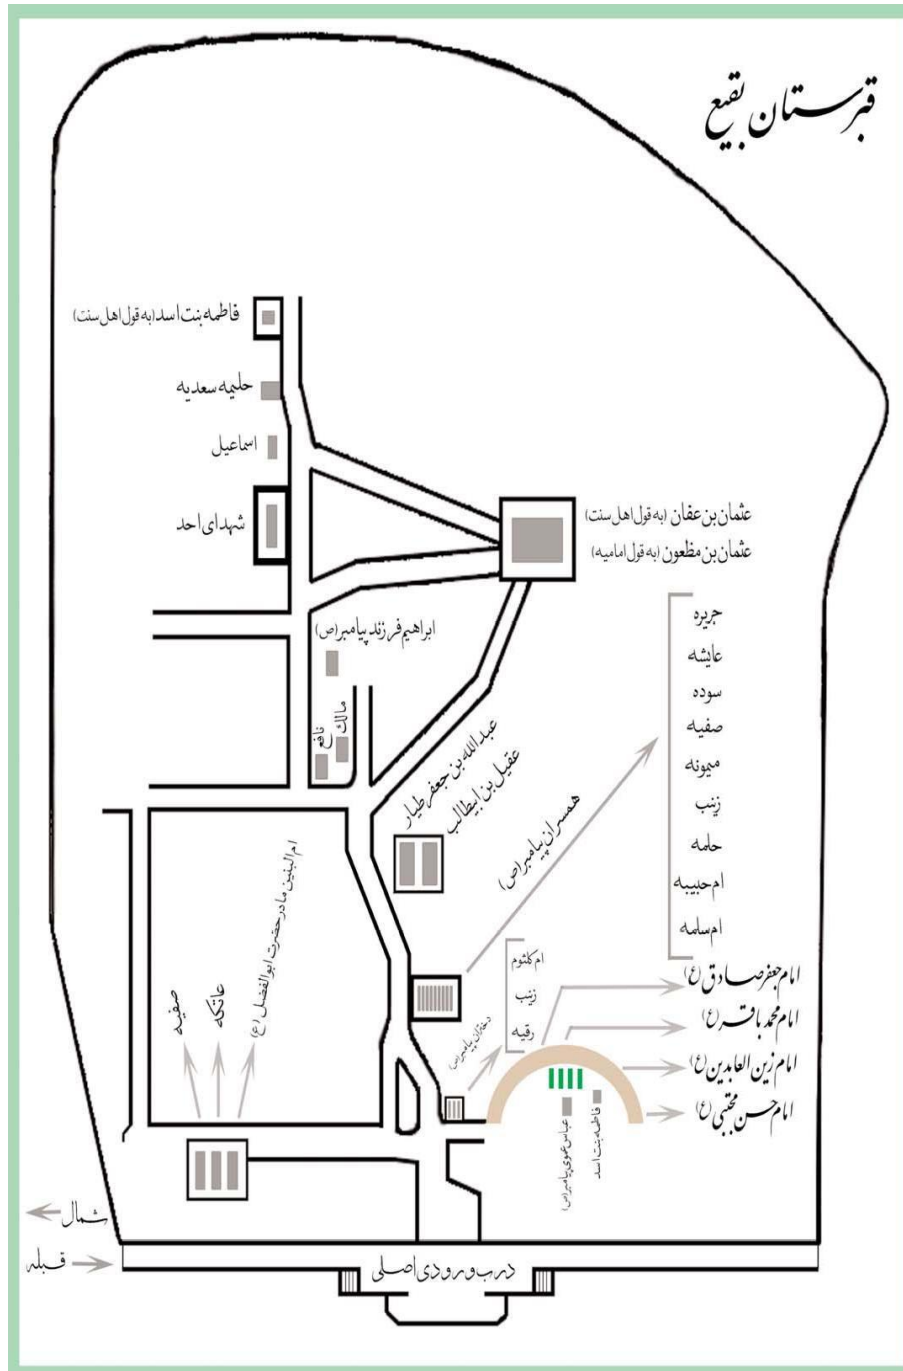 قبرستان بقیع
فاطمه بنت اسد (به قول اهل سنت)
حلیمه سعدیه
اسماعیل
شهدای احد
عثمان بن عفان (به قول اهل سنت)
عثمان بن مظعون (به قول امامیه)
ابراهیم فرزند پیامبر (ص)
مالک
نافع
عبدالله بن جعفر طیار
عقیل بن ابیطالب
همسران پیامبر (ص)
جریره
عایشه
سوده
صفیه
میمونه
زینب
حامه
ام حبیبه
ام سلمه
ام کلثوم
زینب
رقیه
دختران پیامبر (ص)
امام جعفر صادق (ع)
امام محمد باقر (ع)
امام زین العابدین (ع)
امام حسن مجتبی (ع)
فاطمه بنت اسد
عباس عموی پیامبر (ص)
ام البنین مادر حضرت ابوالفضل (ع)
عاتکه
صفیه
شمال
قبله
درب ورودی اصلی